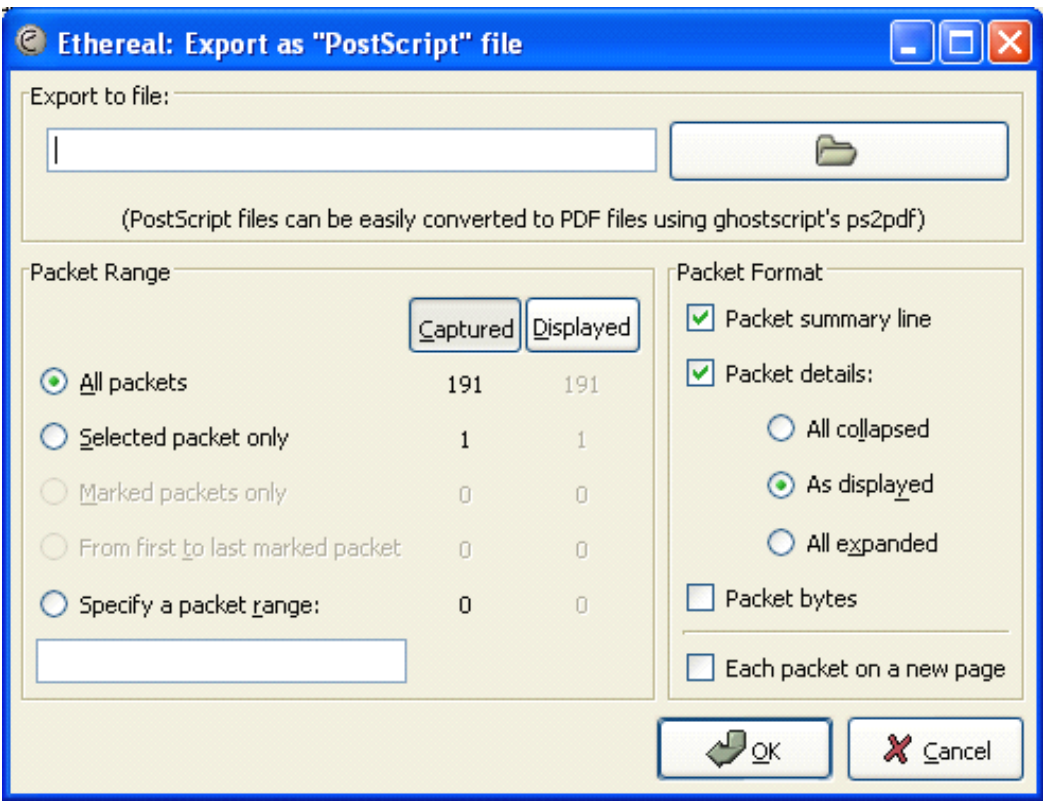 Ethereal: Export as "PostScript" file
Export to file:
(PostScript files can be easily converted to PDF files using ghostscript's ps2pdf)
Packet Range
Captured Displayed
All packets 191 191
Selected packet only 1 1
Marked packets only 0 0
From first to last marked packet 0 0
Specify a packet range: 0 0
Packet Format
Packet summary line
Packet details:
All collapsed
As displayed
All expanded
Packet bytes
Each packet on a new page
OK Cancel